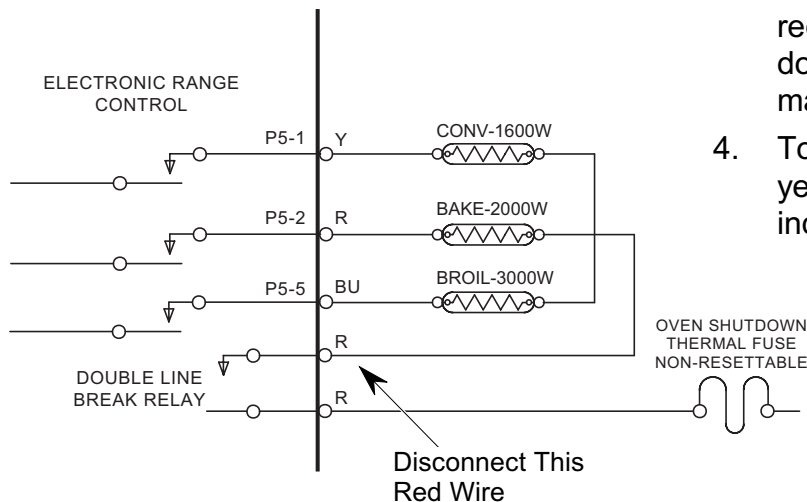 ELECTRONIC RANGE
CONTROL
P5-1
Y
CONV-1600W
P5-2
R
BAKE-2000W
P5-5
BU
BROIL-3000W
R
DOUBLE LINE
BREAK RELAY
R
OVEN SHUTDOWN
THERMAL FUSE
NON-RESETTABLE
Disconnect This
Red Wire
4. To